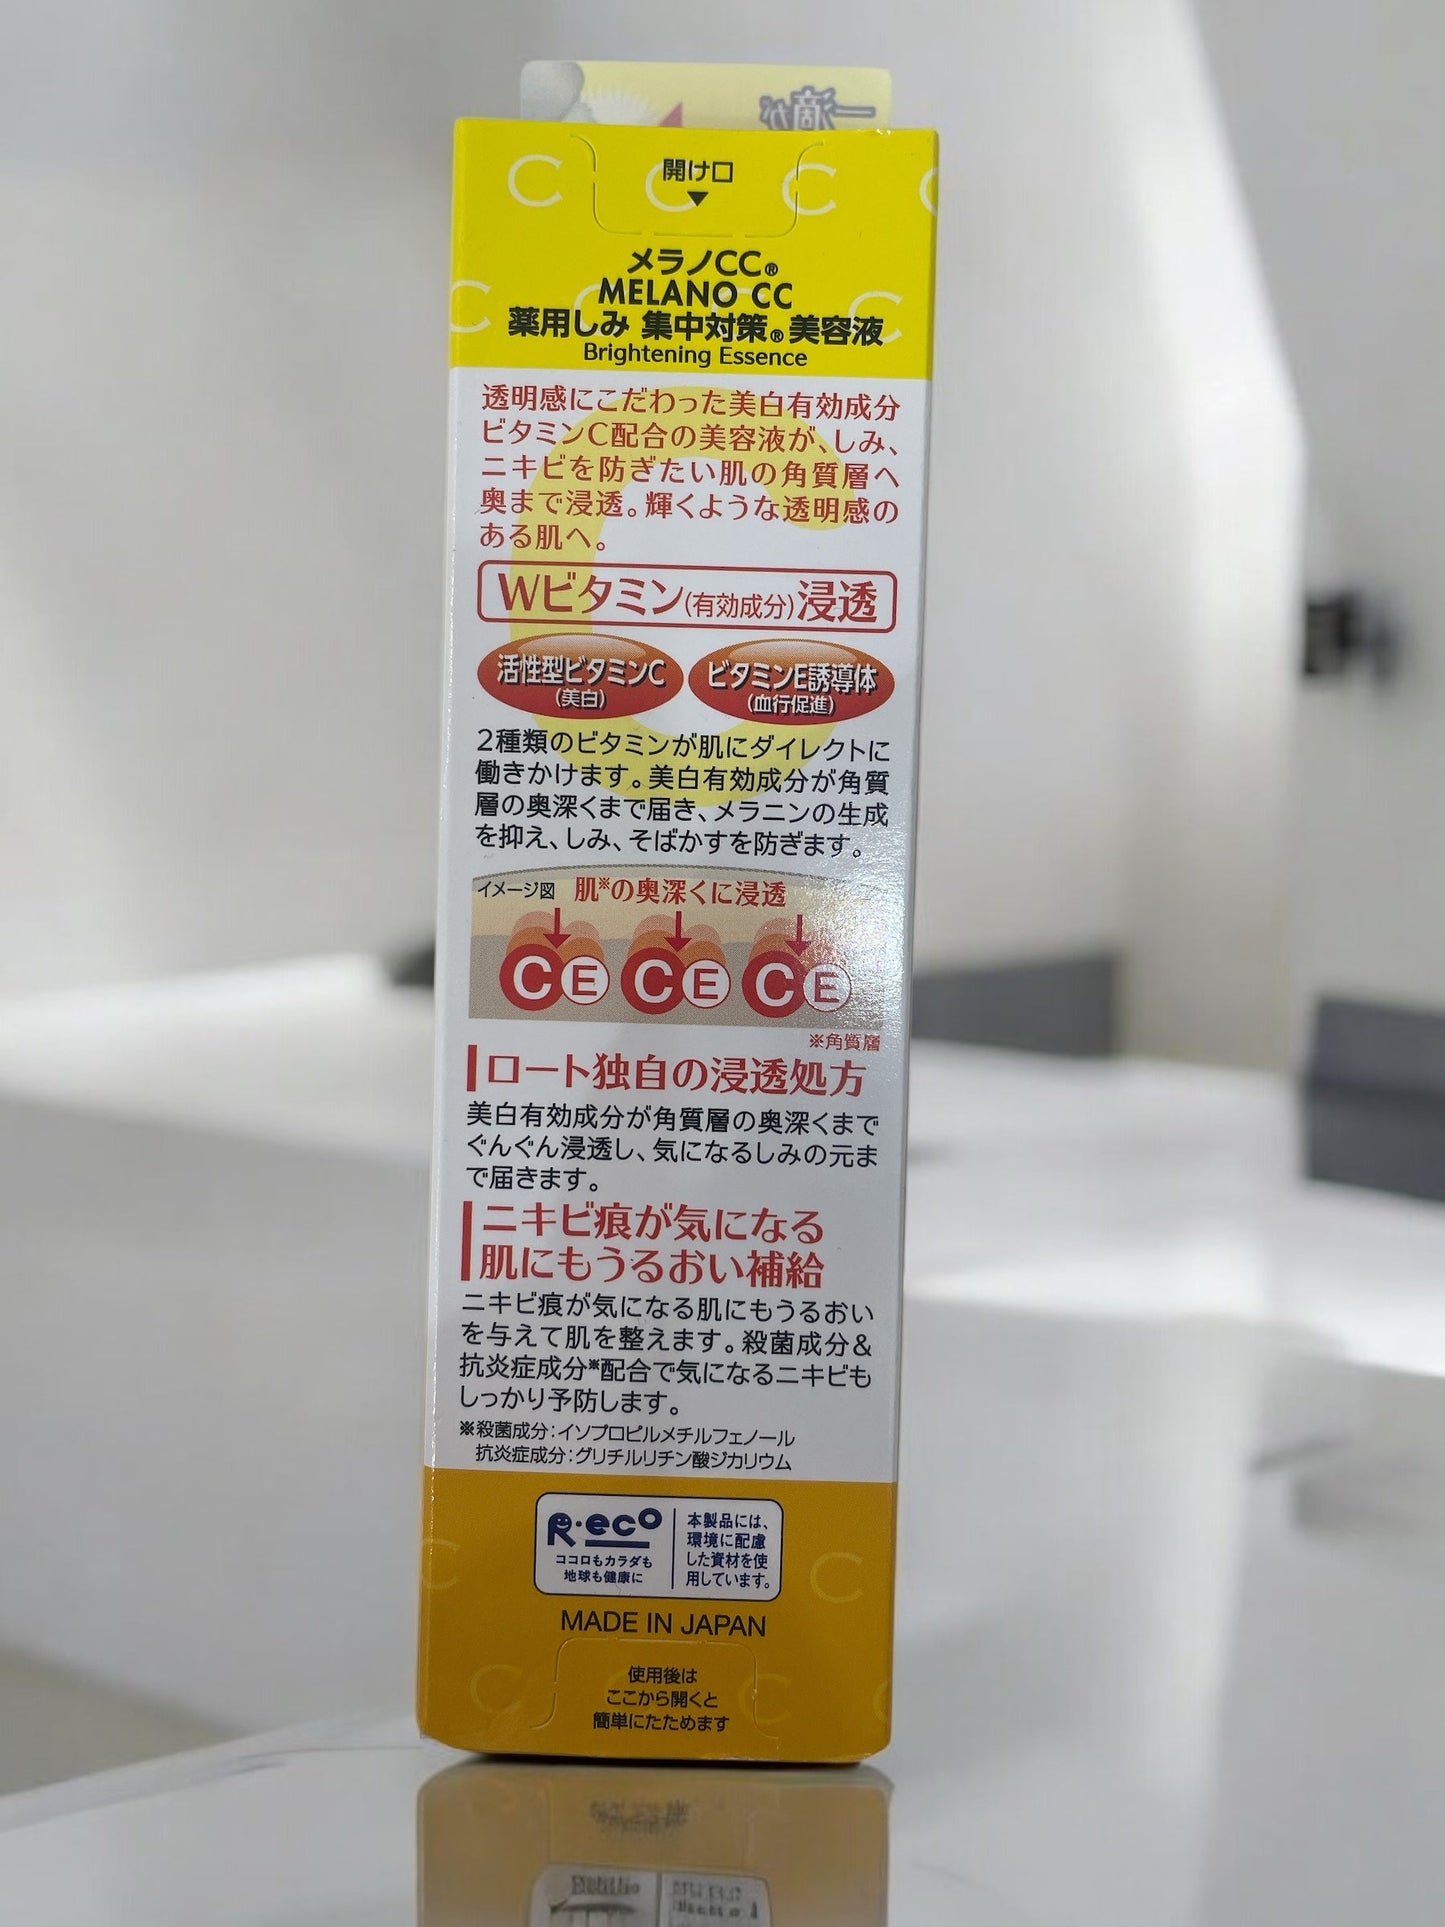 一滴が
開け口
▼
メラノCC®
MELANO CC
薬用しみ 集中対策®美容液
Brightening Essence
透明感にこだわった美白有効成分
ビタミンC配合の美容液が、しみ、
ニキビを防ぎたい肌の角質層へ
奥まで浸透。輝くような透明感の
ある肌へ。
Wビタミン(有効成分)浸透
活性型ビタミンC
(美白)
ビタミンE誘導体
(血行促進)
2種類のビタミンが肌にダイレクトに
働きかけます。美白有効成分が角質
層の奥深くまで届き、メラニンの生成
を抑え、しみ、そばかすを防ぎます。
イメージ図 肌※の奥深くに浸透
C E C E C E
※角質層
ロート独自の浸透処方
美白有効成分が角質層の奥深くまで
ぐんぐん浸透し、気になるしみの元ま
で届きます。
ニキビ痕が気になる
肌にもうるおい補給
ニキビ痕が気になる肌にもうるおい
を与えて肌を整えます。殺菌成分&
抗炎症成分※配合で気になるニキビも
しっかり予防します。
※殺菌成分:イソプロピルメチルフェノール
抗炎症成分:グリチルリチン酸ジカリウム
R・eco
ココロもカラダも
地球も健康に
本製品には、
環境に配慮
した資材を使
用しています。
MADE IN JAPAN
使用後は
ここから開くと
簡単にたためます